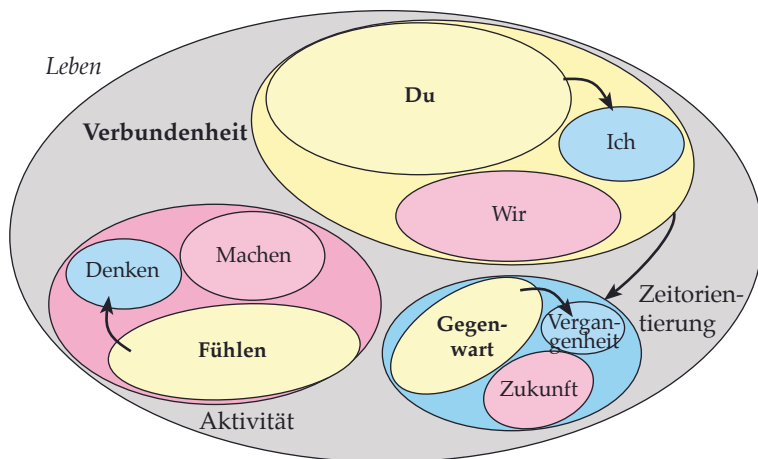 Leben
Du
Verbundenheit
Ich
Wir
Machen
Denken
Fühlen
Aktivität
Zeitorien-
tierung
Gegen-
wart
Vergan-
genheit
Zukunft